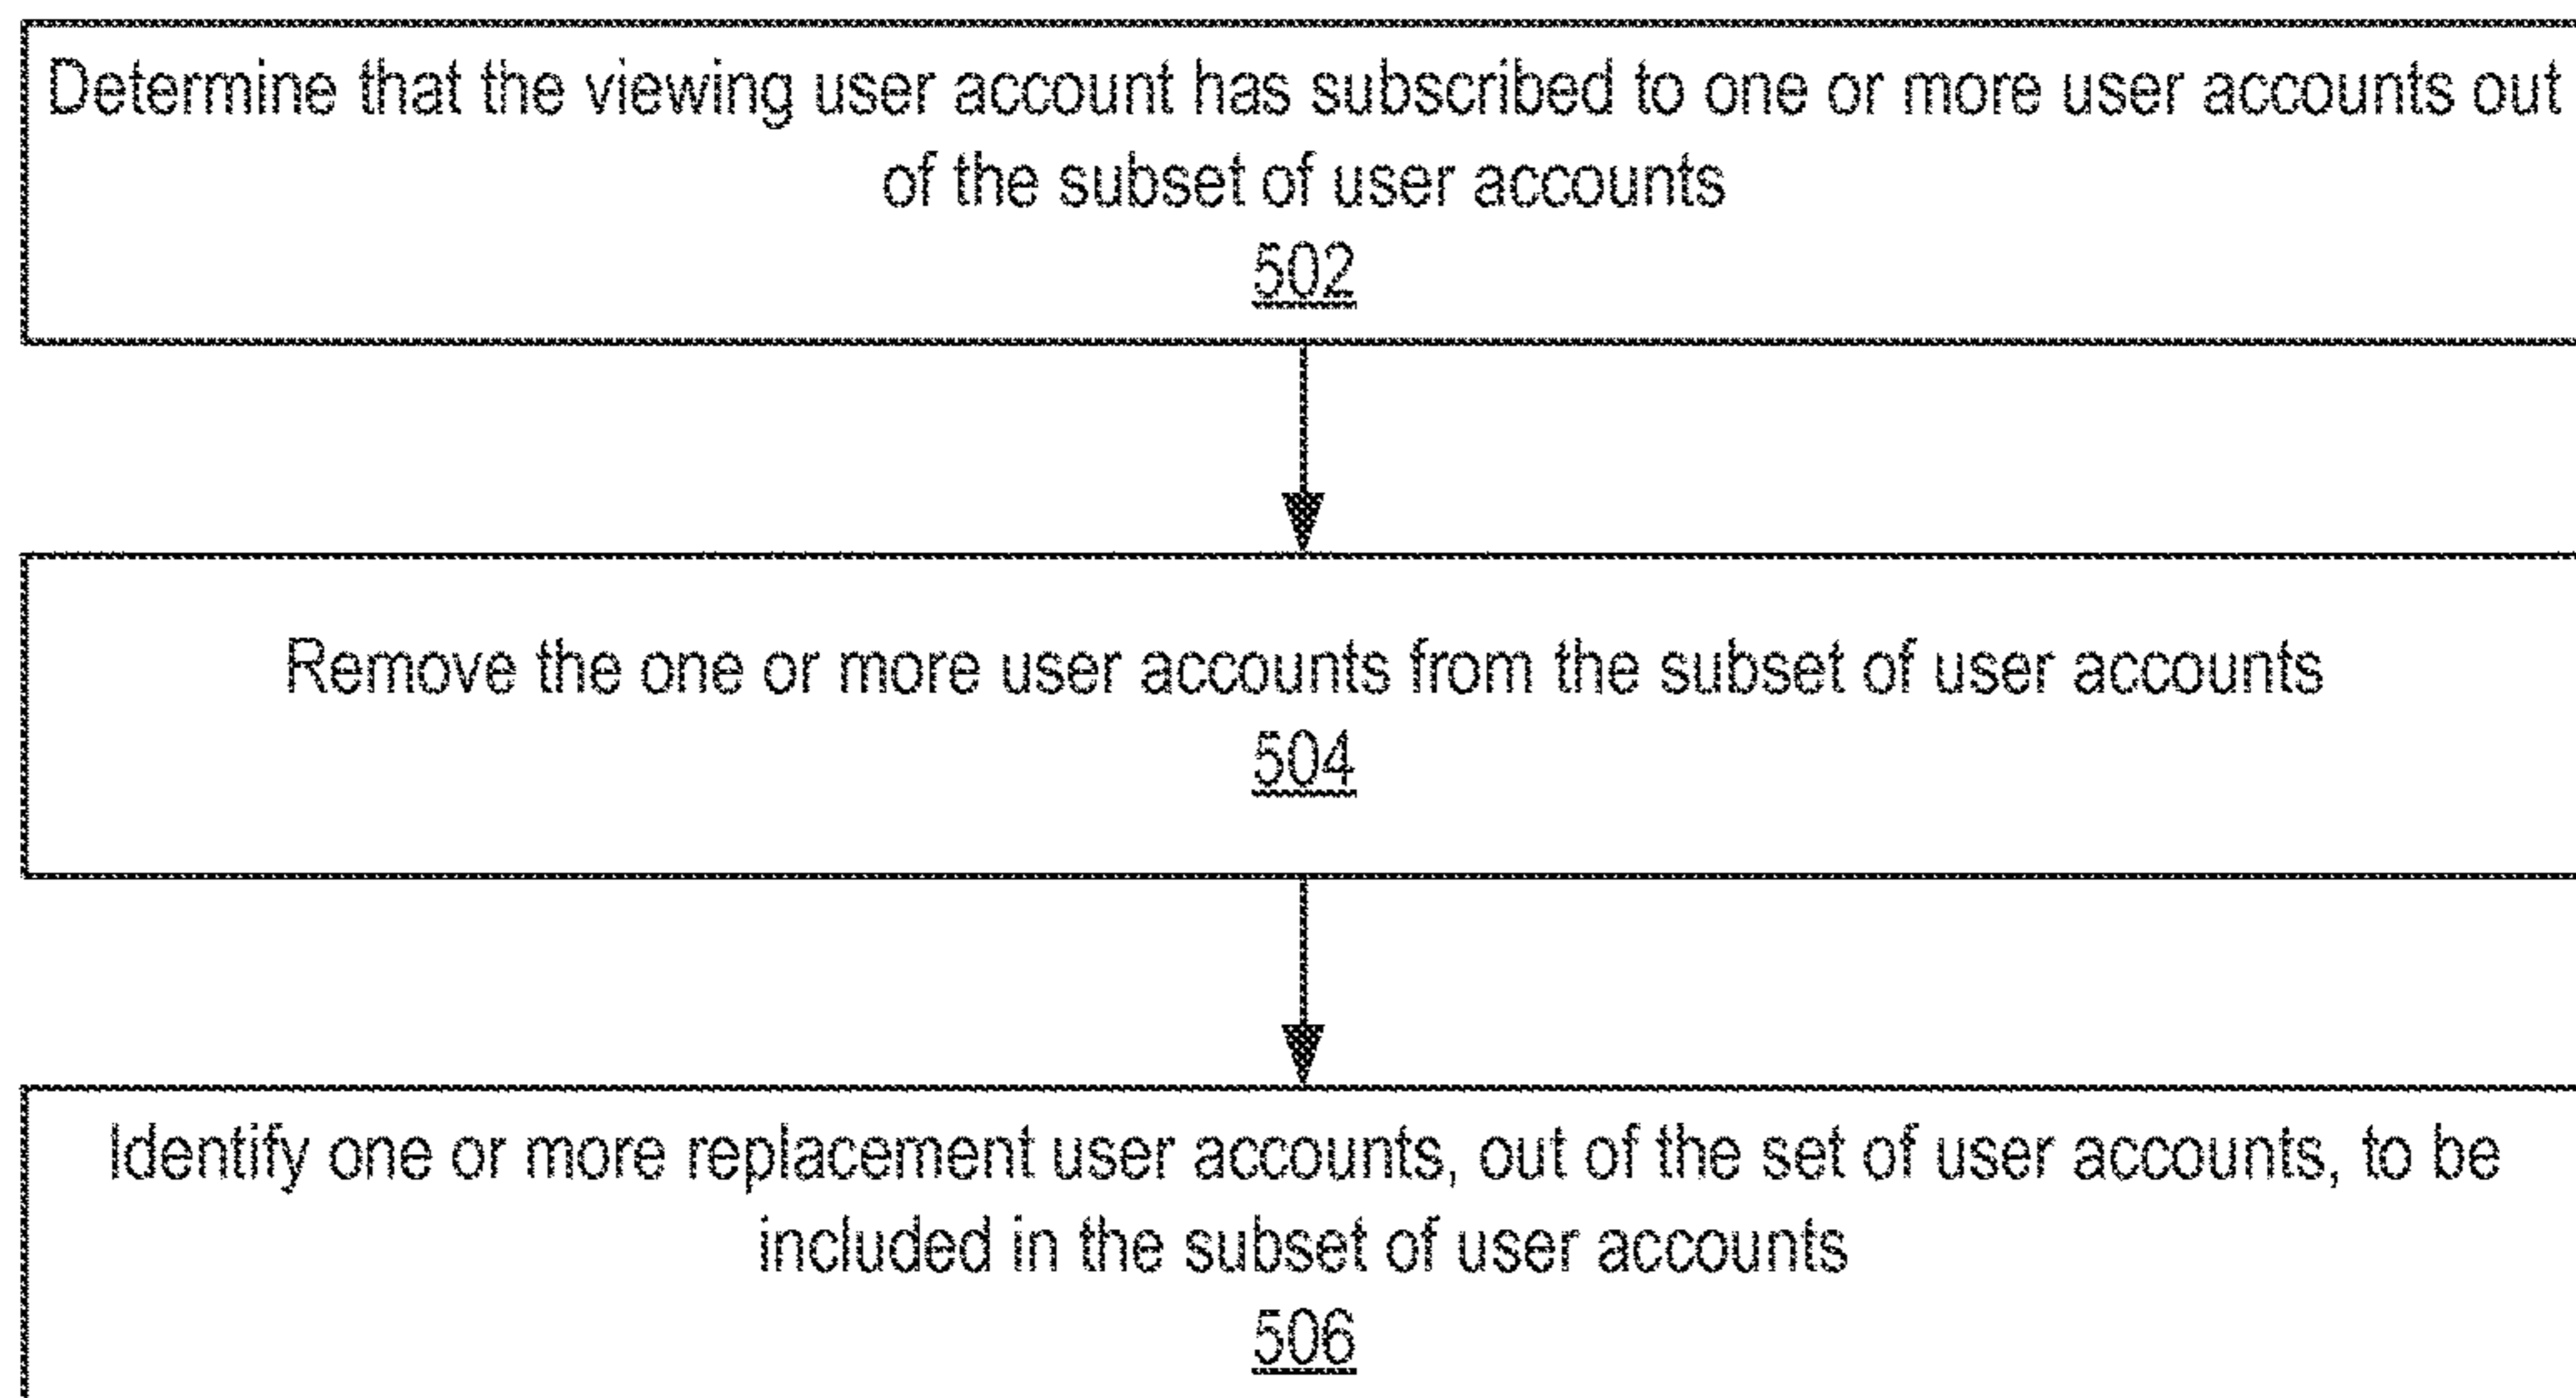 Determine that the viewing user account has subscribed to one or more user accounts out
of the subset of user accounts
502
Remove the one or more user accounts from the subset of user accounts
504
Identify one or more replacement user accounts, out of the set of user accounts, to be
included in the subset of user accounts
506